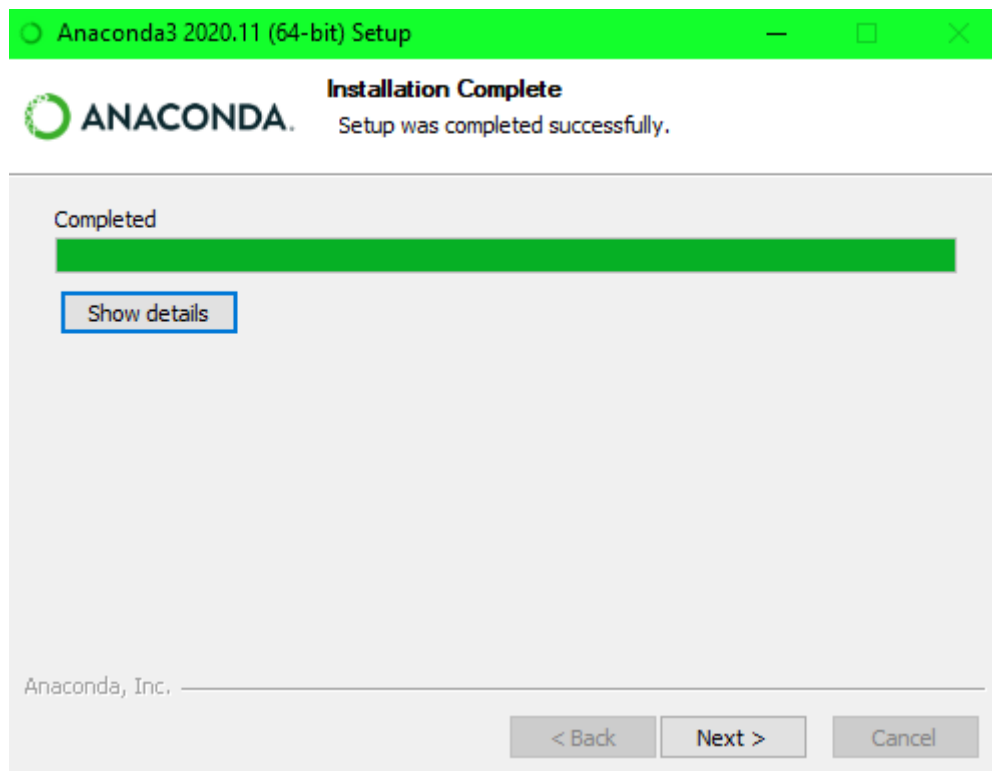 Anaconda3 2020.11 (64-bit) Setup
ANACONDA.
Installation Complete
Setup was completed successfully.
Completed
Show details
Anaconda, Inc.
< Back
Next >
Cancel